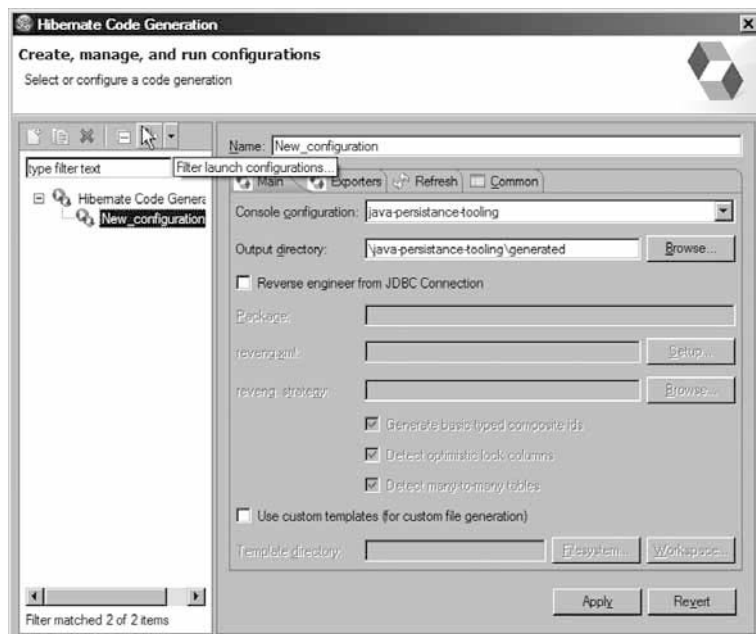 Hibernate Code Generation
Create, manage, and run configurations
Select or configure a code generation
type filter text
Filter launch configurations...
Hibernate Code Genera
New_configuration
Filter matched 2 of 2 items
Name: New_configuration
Main Exporters Refresh Common
Console configuration: java-persistance-tooling
Output directory: \java-persistance-tooling\generated Browse...
Reverse engineer from JDBC Connection
Package:
reveng.xml: Setup...
reveng. strategy: Browse...
Generate basic typed composite ids
Detect optimistic lock columns
Detect many-to-many tables
Use custom templates (for custom file generation)
Template directory: Filesystem... Workspace...
Apply Revert